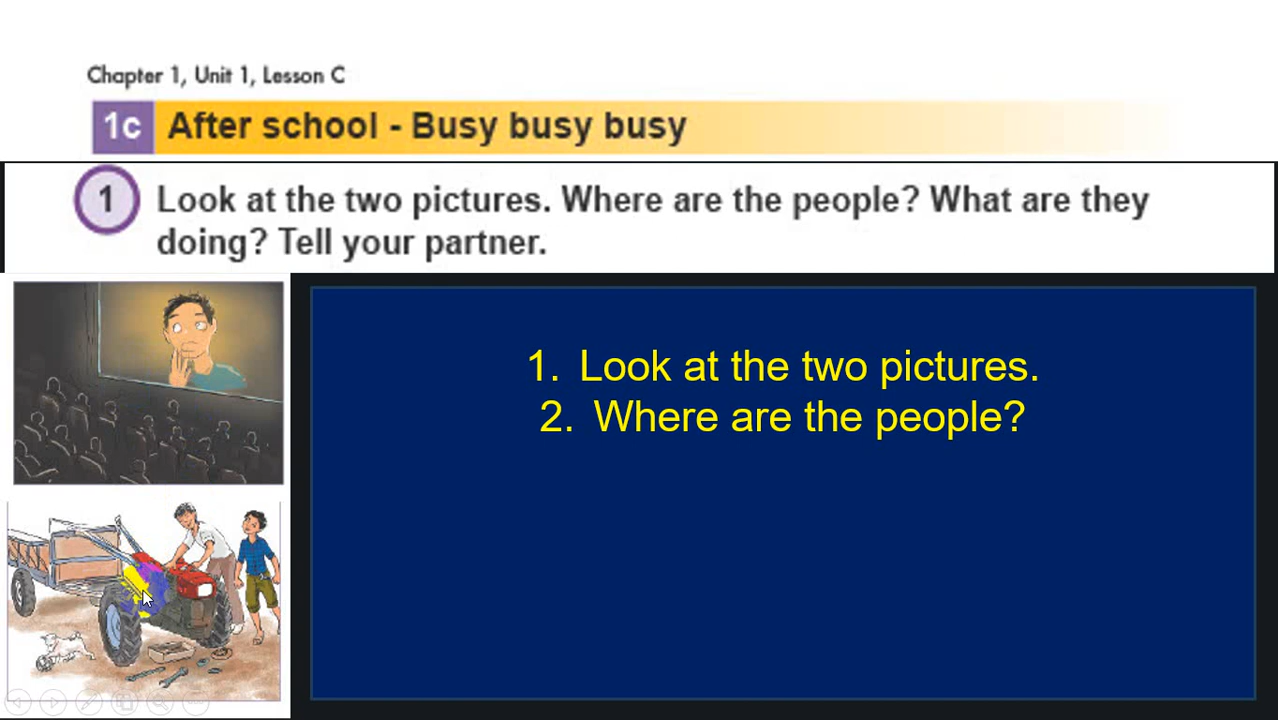 Chapter 1, Unit 1, Lesson C
1c After school - Busy busy busy
1 Look at the two pictures. Where are the people? What are they
doing? Tell your partner.
1. Look at the two pictures.
2. Where are the people?